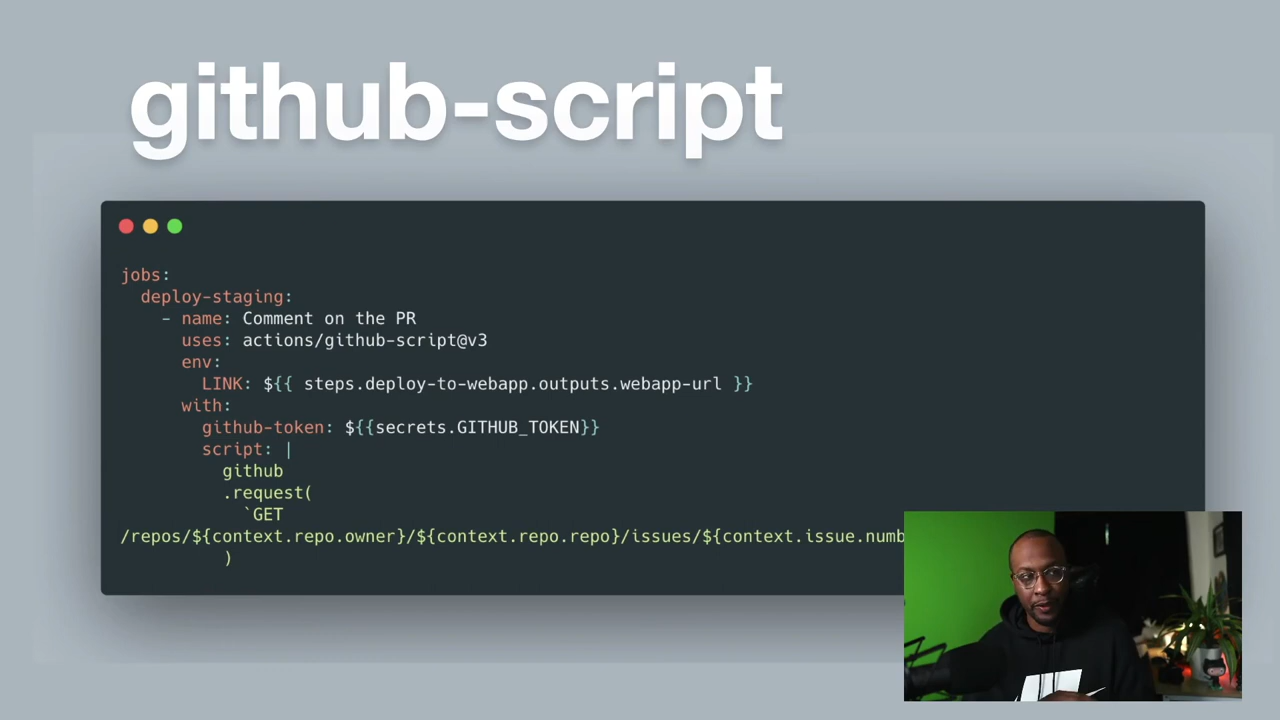 github-script
jobs:
deploy-staging:
- name: Comment on the PR
uses: actions/github-script@v3
env:
LINK: ${{ steps.deploy-to-webapp.outputs.webapp-url }}
with:
github-token: ${{secrets.GITHUB_TOKEN}}
script: |
github
.request(
`GET
/repos/${context.repo.owner}/${context.repo.repo}/issues/${context.issue.numb
)